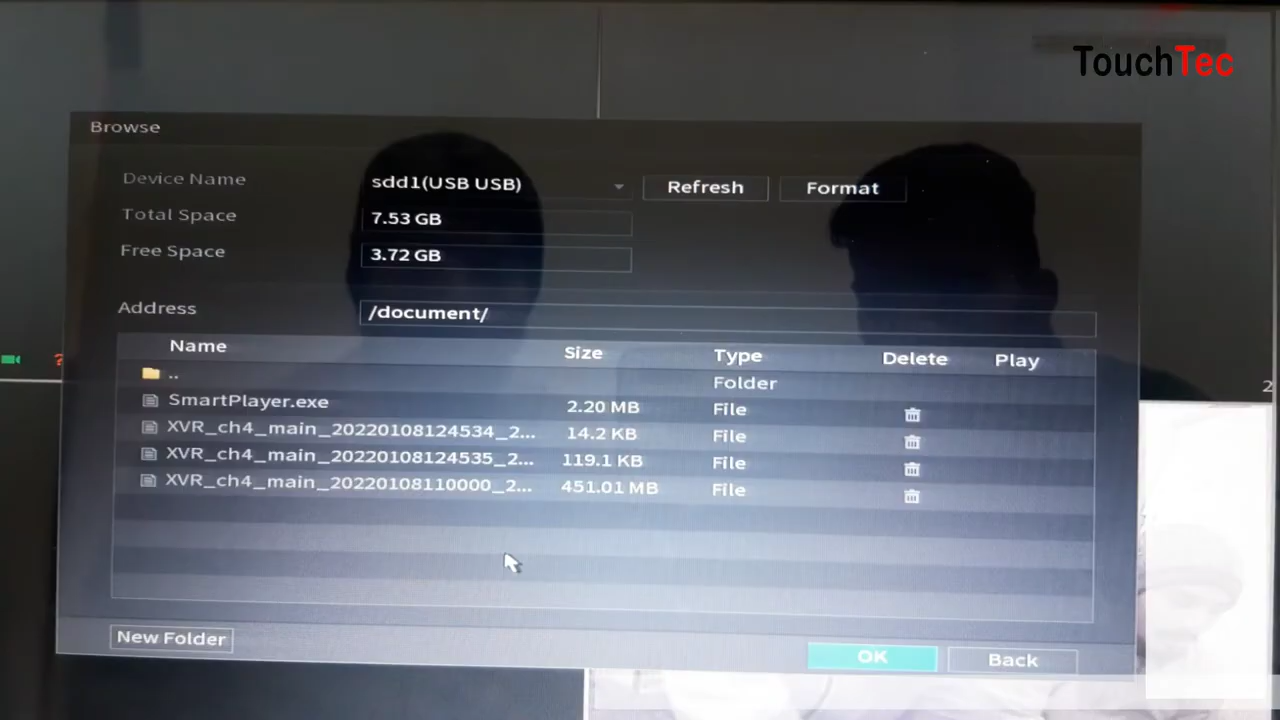 TouchTec
Browse
Device Name sdd1(USB USB) Refresh Format
Total Space 7.53 GB
Free Space 3.72 GB
Address /document/
Name Size Type Delete Play
.. Folder
SmartPlayer.exe 2.20 MB File
XVR_ch4_main_20220108124534_2... 14.2 KB File
XVR_ch4_main_20220108124535_2... 119.1 KB File
XVR_ch4_main_20220108110000_2... 451.01 MB File
New Folder OK Back
?
2